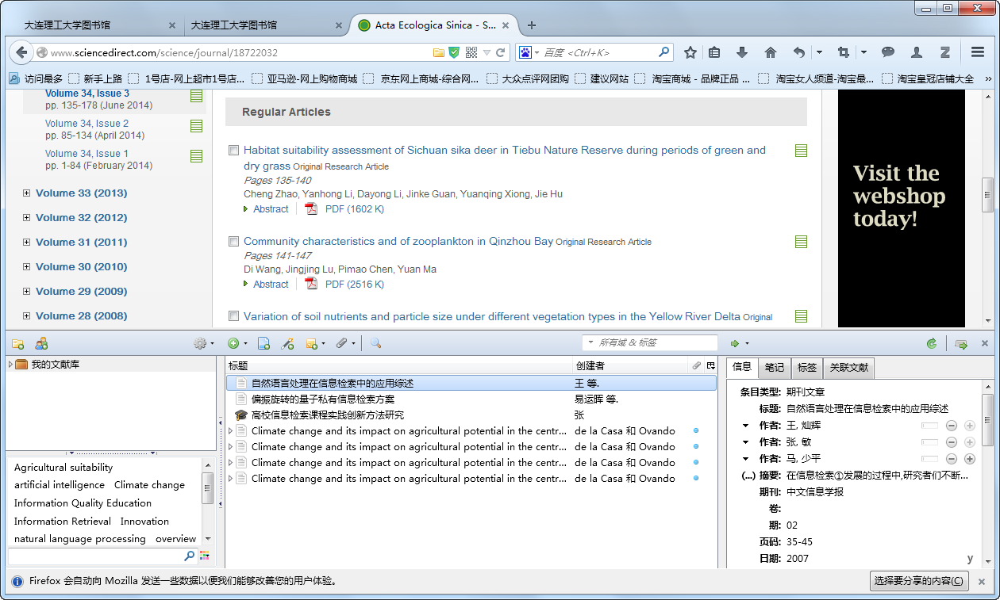 大连理工大学图书馆
大连理工大学图书馆
Acta Ecologica Sinica - S...
www.sciencedirect.com/science/journal/18722032
百度 <Ctrl+K>
访问最多
新手上路
1号店-网上超市1号店...
亚马逊-网上购物商城
京东网上商城-综合网...
大众点评网团购
建议网站
淘宝商城 - 品牌正品 ...
淘宝女人频道-淘宝最...
淘宝皇冠店铺大全
Volume 34, Issue 3
pp. 135-178 (June 2014)
Volume 34, Issue 2
pp. 85-134 (April 2014)
Volume 34, Issue 1
pp. 1-84 (February 2014)
Volume 33 (2013)
Volume 32 (2012)
Volume 31 (2011)
Volume 30 (2010)
Volume 29 (2009)
Volume 28 (2008)
Regular Articles
Habitat suitability assessment of Sichuan sika deer in Tiebu Nature Reserve during periods of green and
dry grass Original Research Article
Pages 135-140
Cheng Zhao, Yanhong Li, Dayong Li, Jinke Guan, Yuanqing Xiong, Jie Hu
Abstract
PDF (1602 K)
Community characteristics and of zooplankton in Qinzhou Bay Original Research Article
Pages 141-147
Di Wang, Jingjing Lu, Pimao Chen, Yuan Ma
Abstract
PDF (2516 K)
Variation of soil nutrients and particle size under different vegetation types in the Yellow River Delta Original
Visit the
webshop
today!
所有域 & 标签
我的文献库
Agricultural suitability
artificial intelligence Climate change
Information Quality Education
Information Retrieval Innovation
natural language processing overview
标题
创建者
自然语言处理在信息检索中的应用综述
王 等.
偏振旋转的量子私有信息检索方案
易运晖 等.
高校信息检索课程实践创新方法研究
张
Climate change and its impact on agricultural potential in the centr...
de la Casa 和 Ovando
Climate change and its impact on agricultural potential in the centr...
de la Casa 和 Ovando
Climate change and its impact on agricultural potential in the centr...
de la Casa 和 Ovando
Climate change and its impact on agricultural potential in the centr...
de la Casa 和 Ovando
信息
笔记
标签
关联文献
条目类型: 期刊文章
标题: 自然语言处理在信息检索中的应用综述
作者: 王, 灿辉
作者: 张, 敏
作者: 马, 少平
(...) 摘要: 在信息检索①发展的过程中,研究者们不断...
期刊: 中文信息学报
卷:
期: 02
页码: 35-45
日期: 2007
y
Firefox 会自动向 Mozilla 发送一些数据以便我们能够改善您的用户体验。
选择要分享的内容(C)